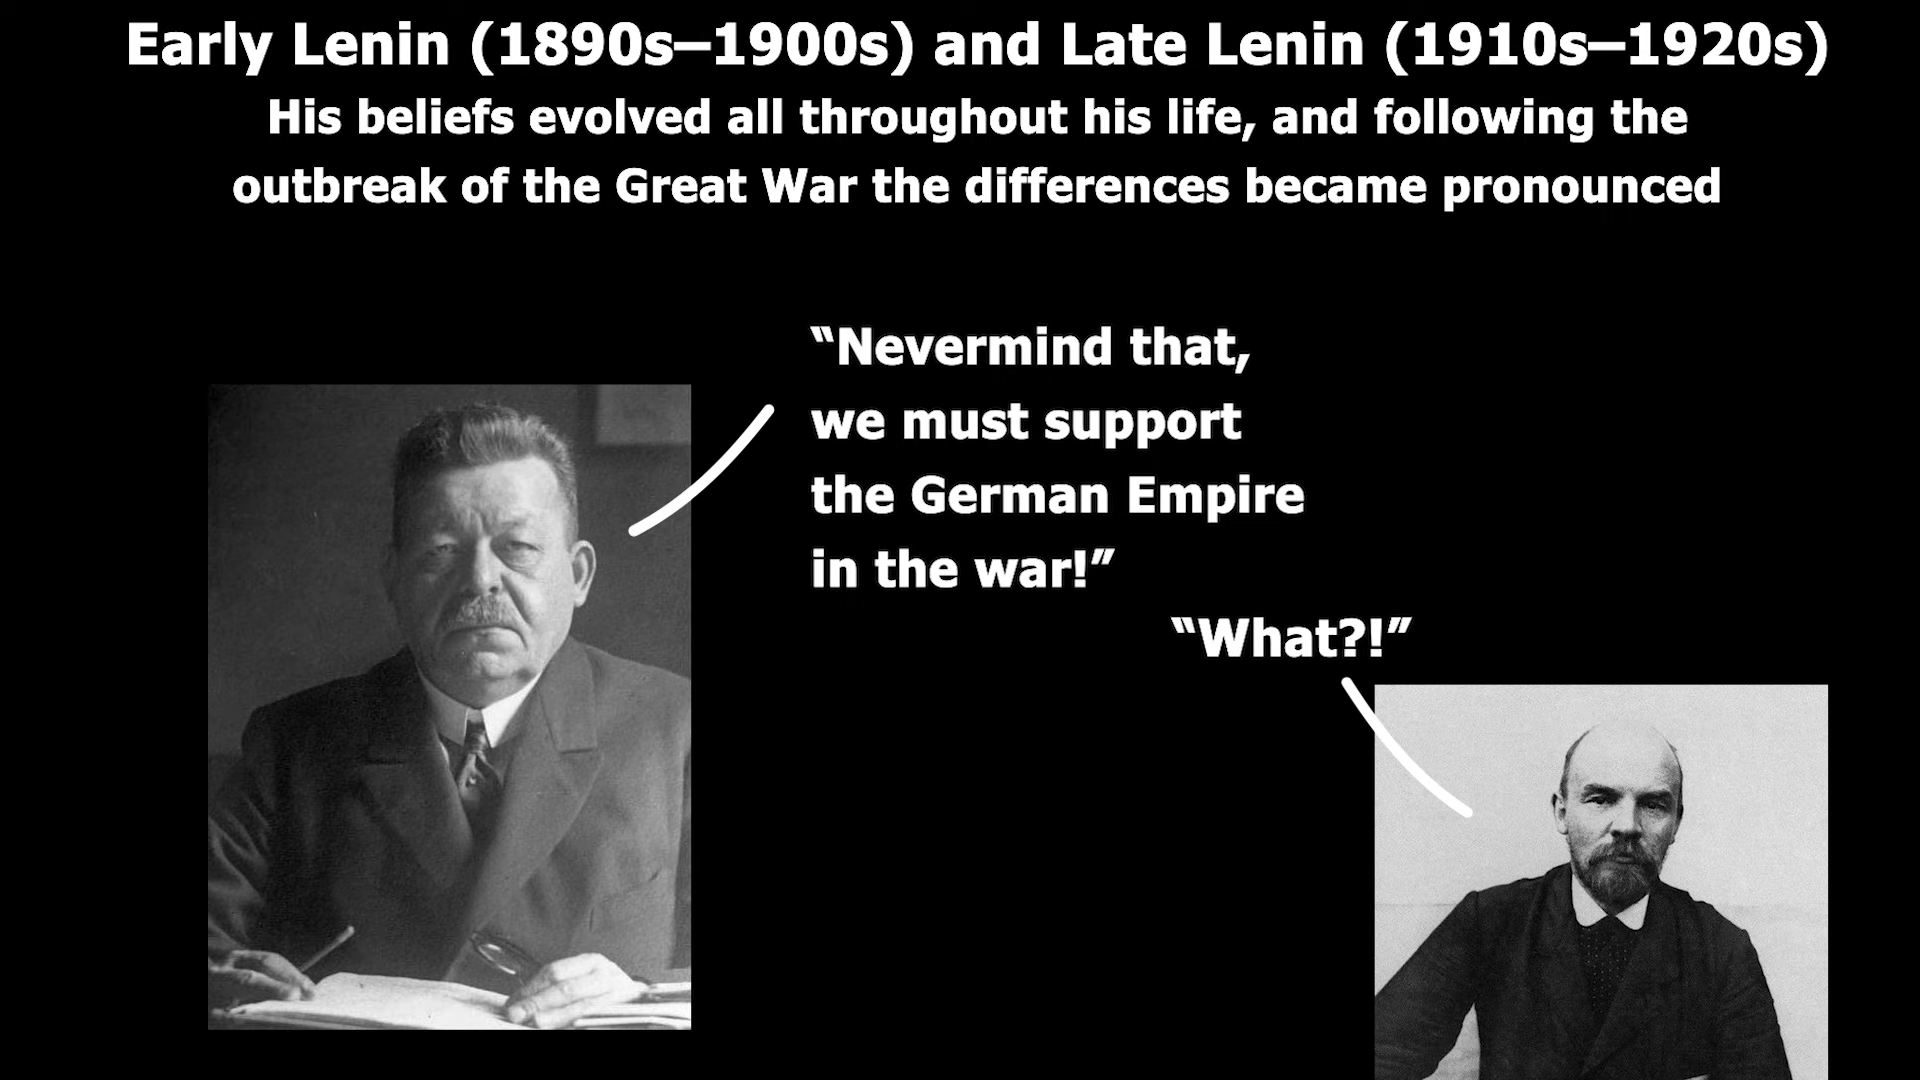 Early Lenin (1890s–1900s) and Late Lenin (1910s–1920s)
His beliefs evolved all throughout his life, and following the
outbreak of the Great War the differences became pronounced
“Nevermind that,
we must support
the German Empire
in the war!”
“What?!”